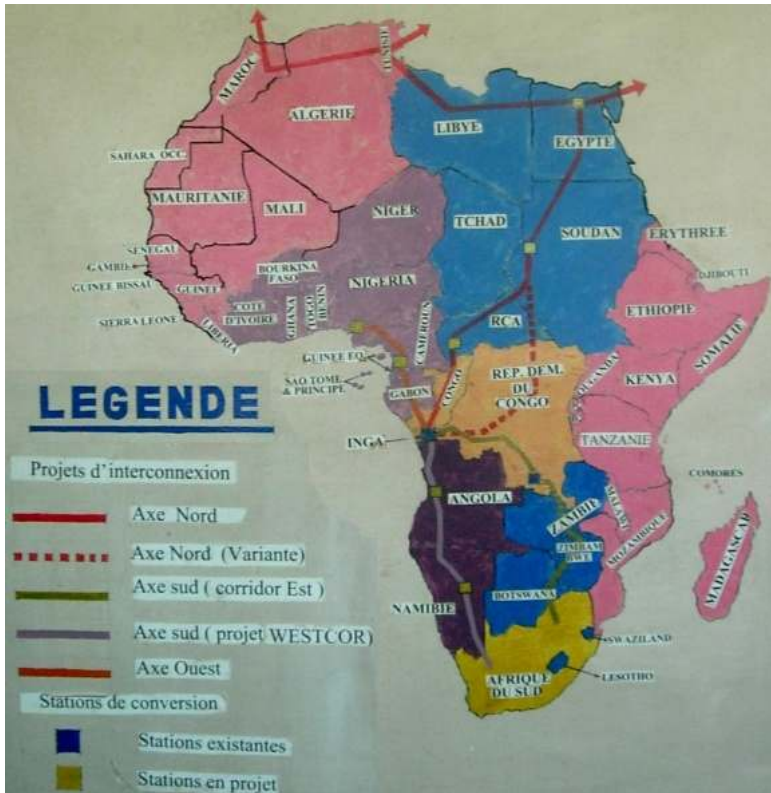 TUNISIE
MAROC
ALGERIE
LIBYE
EGYPTE
SAHARA OCC.
MAURITANIE
MALI
NIGER
TCHAD
SOUDAN
ERYTHREE
SENEGAL
GAMBIE
GUINEE BISSAU
GUINEE
BOURKINA
FASO
NIGERIA
DJIBOUTI
SIERRA LEONE
LIBERIA
COTE
D'IVOIRE
GHANA
TOGO
BENIN
CAMEROUN
RCA
ETHIOPIE
SOMALIE
GUINEE EQ.
SAO TOME
& PRINCIPE
GABON
CONGO
REP. DEM.
DU
CONGO
OUGANDA
KENYA
LEGENDE
INGA
TANZANIE
Projets d'interconnexion
ANGOLA
ZAMBIE
MALAWY
COMORES
Axe Nord
MOZAMBIQUE
MADAGASCAR
Axe Nord (Variante)
ZIMBAM
BWE
Axe sud ( corridor Est )
BOTSWANA
NAMIBIE
Axe sud ( projet WESTCOR)
SWAZILAND
Axe Ouest
AFRIQUE
DU SUD
LESOTHO
Stations de conversion
Stations existantes
Stations en projet